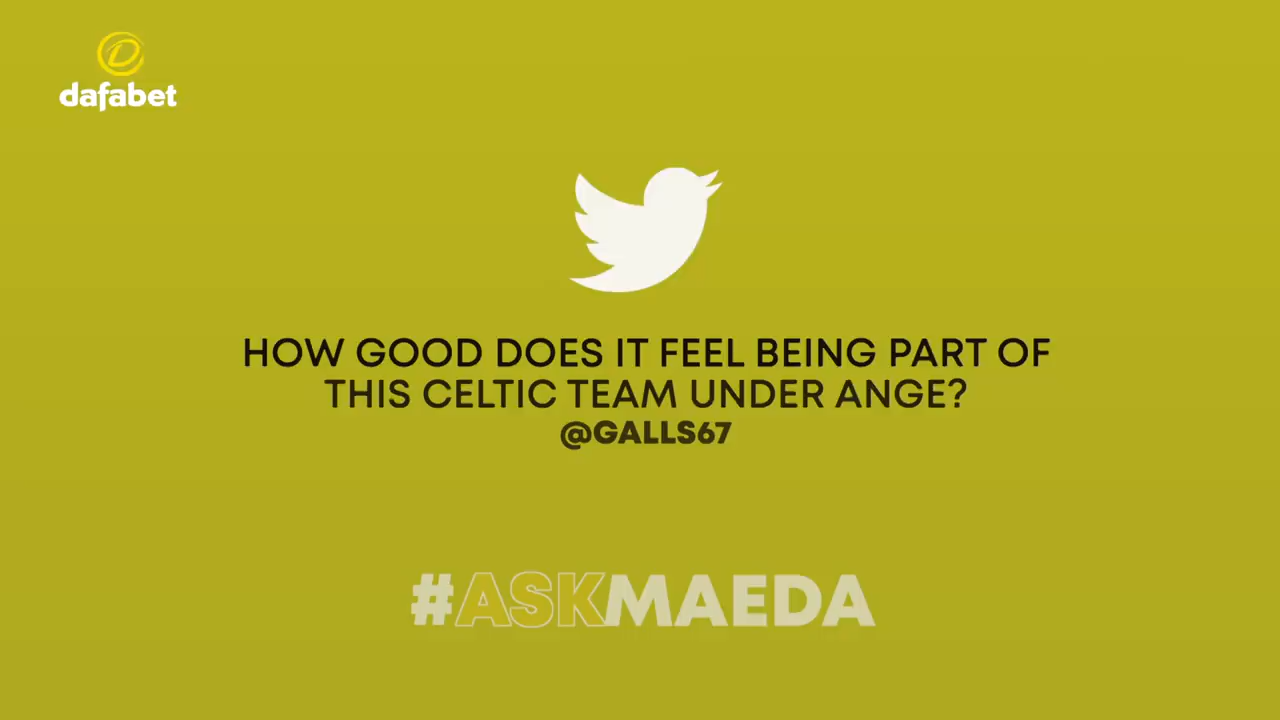 dafabet
HOW GOOD DOES IT FEEL BEING PART OF
THIS CELTIC TEAM UNDER ANGE?
@GALLS67
#ASKMAEDA